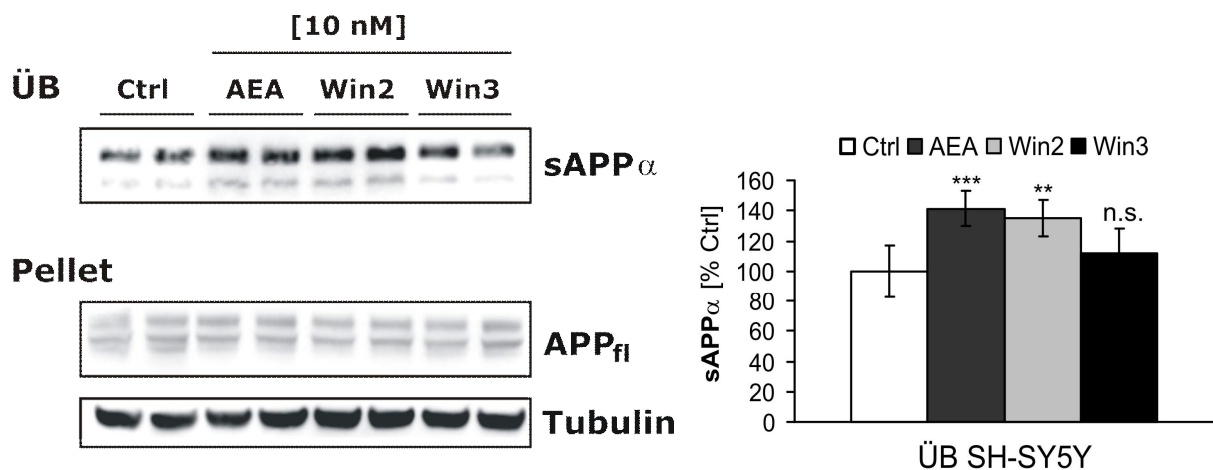 [10 nM]
ÜB Ctrl AEA Win2 Win3
sAPPα
Pellet
APPfl
Tubulin
Ctrl AEA Win2 Win3
sAPPα [% Ctrl]
160
140
120
100
80
60
40
20
0
***
**
n.s.
ÜB SH-SY5Y